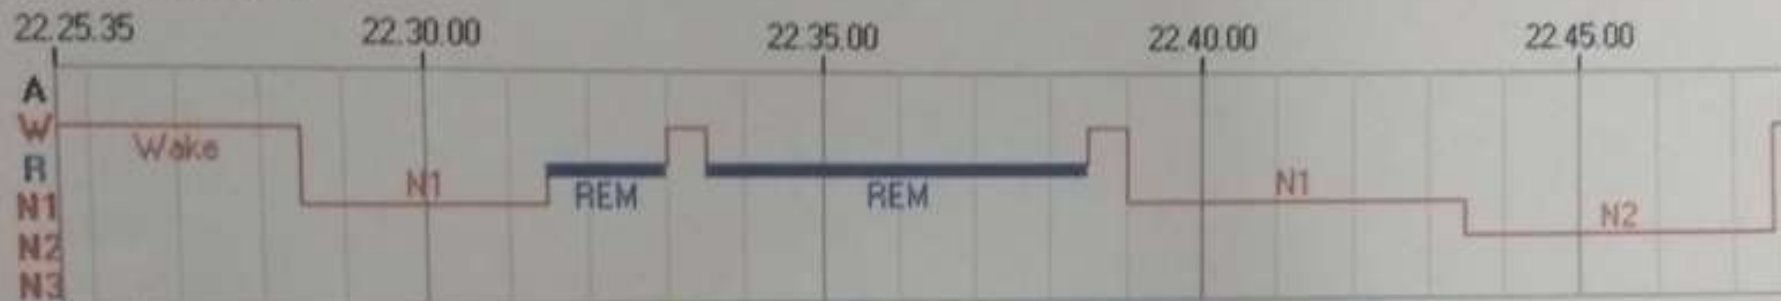 22.25.35 22.30.00 22.35.00 22.40.00 22.45.00
A
W Wake
R
N1 N1 REM REM N1
N2 N2
N3